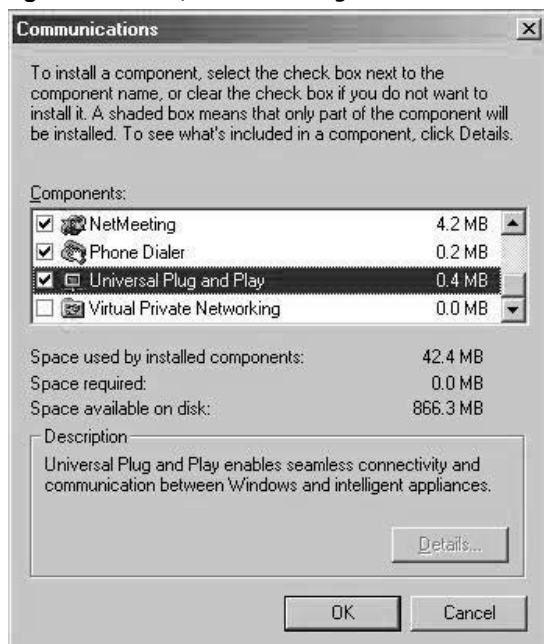 Communications
To install a component, select the check box next to the
component name, or clear the check box if you do not want to
install it. A shaded box means that only part of the component will
be installed. To see what's included in a component, click Details.
Components:
NetMeeting 4.2 MB
Phone Dialer 0.2 MB
Universal Plug and Play 0.4 MB
Virtual Private Networking 0.0 MB
Space used by installed components: 42.4 MB
Space required: 0.0 MB
Space available on disk: 866.3 MB
Description
Universal Plug and Play enables seamless connectivity and
communication between Windows and intelligent appliances.
Details...
OK Cancel